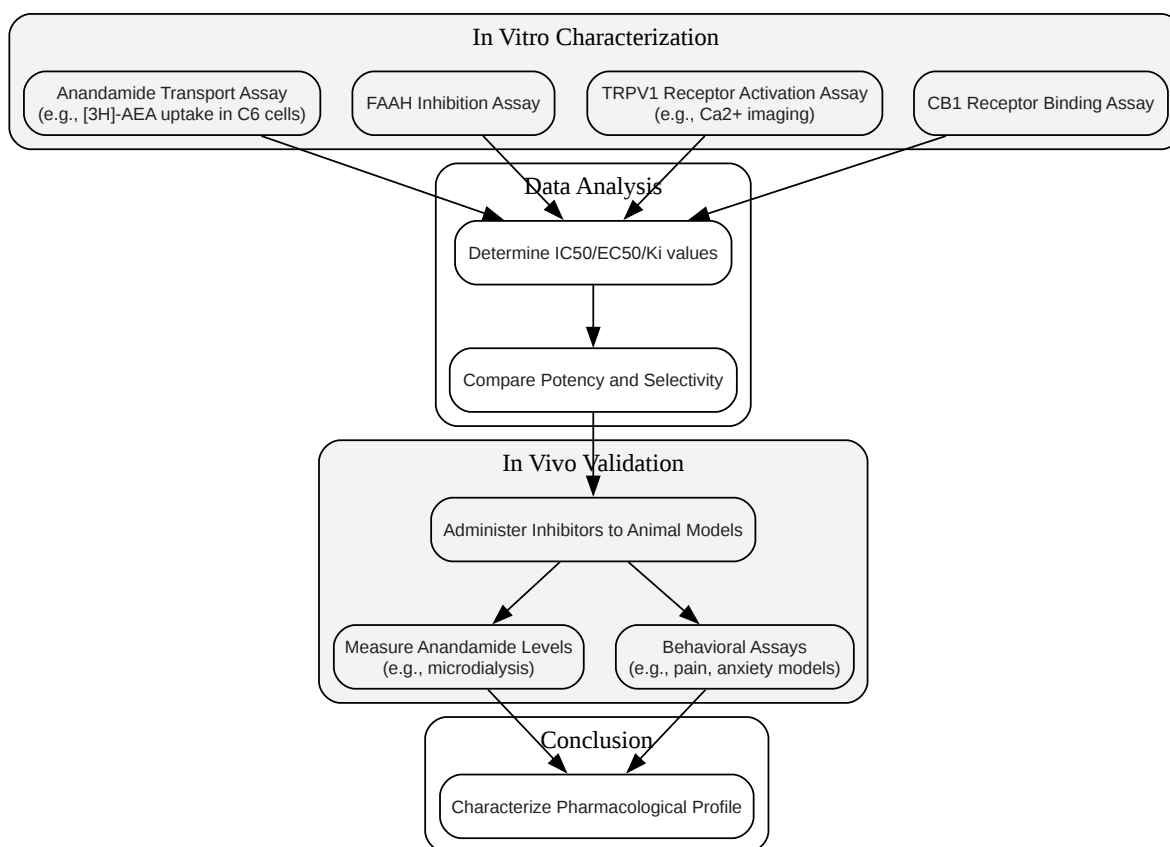 In Vitro Characterization
Anandamide Transport Assay
(e.g., [3H]-AEA uptake in C6 cells)
FAAH Inhibition Assay
TRPV1 Receptor Activation Assay
(e.g., Ca2+ imaging)
CB1 Receptor Binding Assay
Data Analysis
Determine IC50/EC50/Ki values
Compare Potency and Selectivity
In Vivo Validation
Administer Inhibitors to Animal Models
Measure Anandamide Levels
(e.g., microdialysis)
Behavioral Assays
(e.g., pain, anxiety models)
Conclusion
Characterize Pharmacological Profile